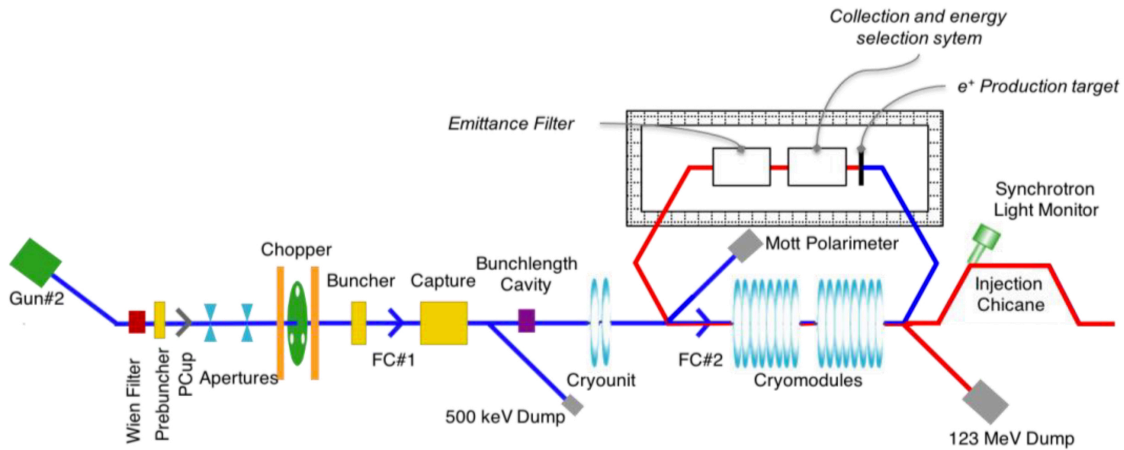 Collection and energy
selection sytem
e+ Production target
Emittance Filter
Synchrotron
Light Monitor
Mott Polarimeter
Chopper
Bunchlength
Cavity
Buncher
Capture
Gun#2
Injection
Chicane
Wien Filter
Prebuncher
PCup
Apertures
FC#1
FC#2
Cryounit
Cryomodules
500 keV Dump
123 MeV Dump